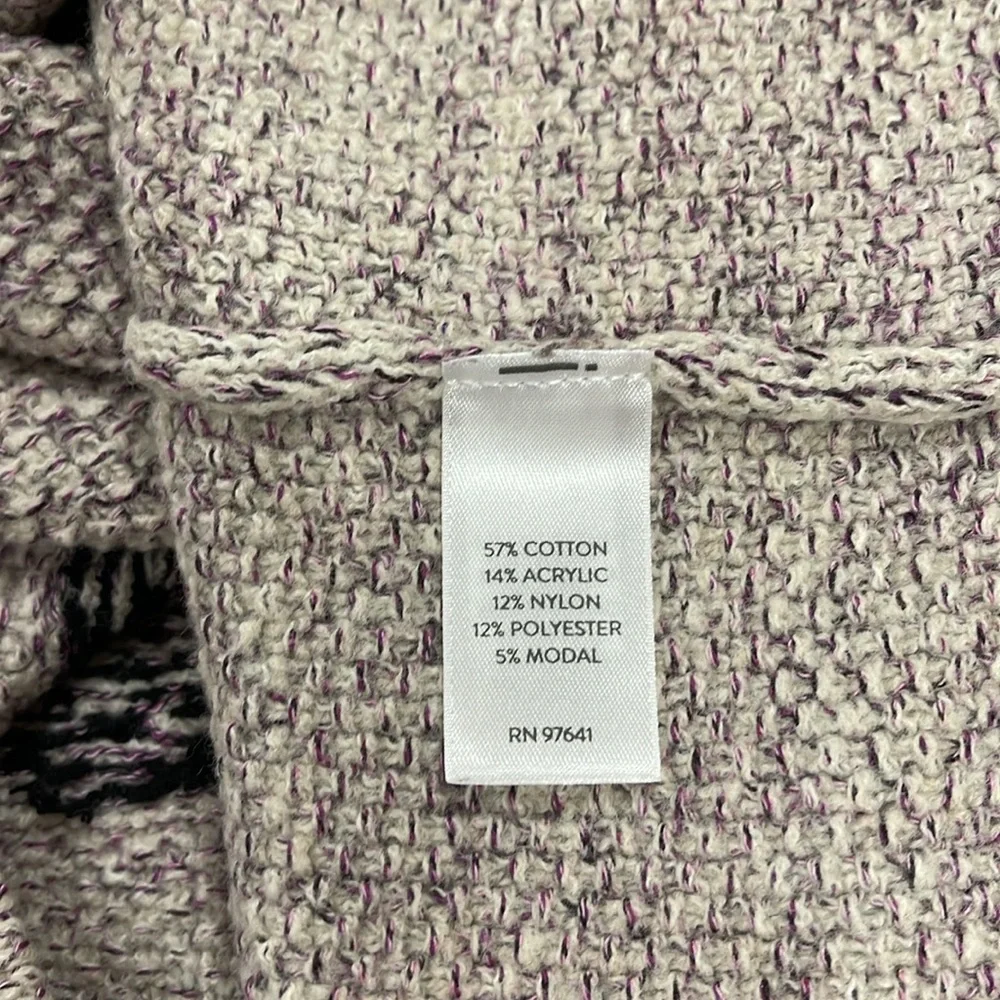 57% COTTON
14% ACRYLIC
12% NYLON
12% POLYESTER
5% MODAL
RN 97641